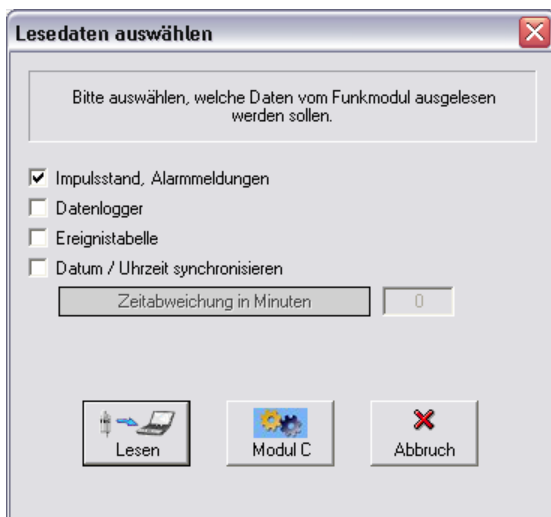 Lesedaten auswählen
Bitte auswählen, welche Daten vom Funkmodul ausgelesen
werden sollen.
Impulsstand, Alarmmeldungen
Datenlogger
Ereignistabelle
Datum / Uhrzeit synchronisieren
Zeitabweichung in Minuten 0
Lesen Modul C Abbruch